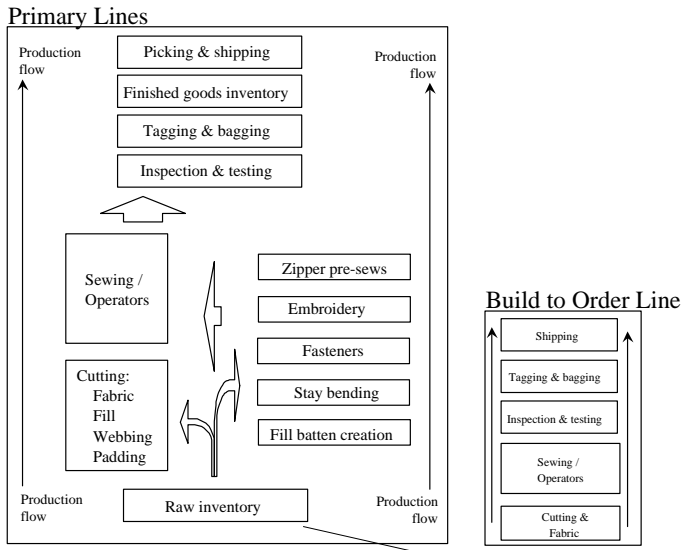 Primary Lines
Production
flow
Picking & shipping
Production
flow
Finished goods inventory
Tagging & bagging
Inspection & testing
Sewing /
Operators
Zipper pre-sews
Embroidery
Fasteners
Stay bending
Fill batten creation
Cutting:
Fabric
Fill
Webbing
Padding
Production
flow
Raw inventory
Production
flow
Build to Order Line
Shipping
Tagging & bagging
Inspection & testing
Sewing /
Operators
Cutting &
Fabric